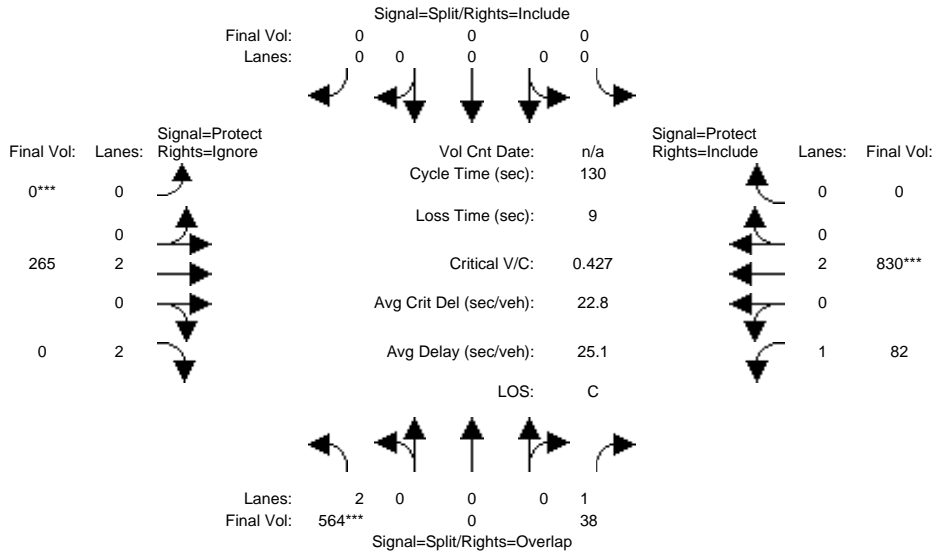 Signal=Split/Rights=Include
Final Vol: 0 0 0
Lanes: 0 0 0 0 0
Signal=Protect Signal=Protect
Final Vol: Lanes: Rights=Ignore Vol Cnt Date: n/a Rights=Include Lanes: Final Vol:
Cycle Time (sec): 130
0*** 0 0 0
Loss Time (sec): 9
0 0
265 2 Critical V/C: 0.427 2 830***
0 Avg Crit Del (sec/veh): 22.8 0
0 2 Avg Delay (sec/veh): 25.1 1 82
LOS: C
Lanes: 2 0 0 0 1
Final Vol: 564*** 0 38
Signal=Split/Rights=Overlap